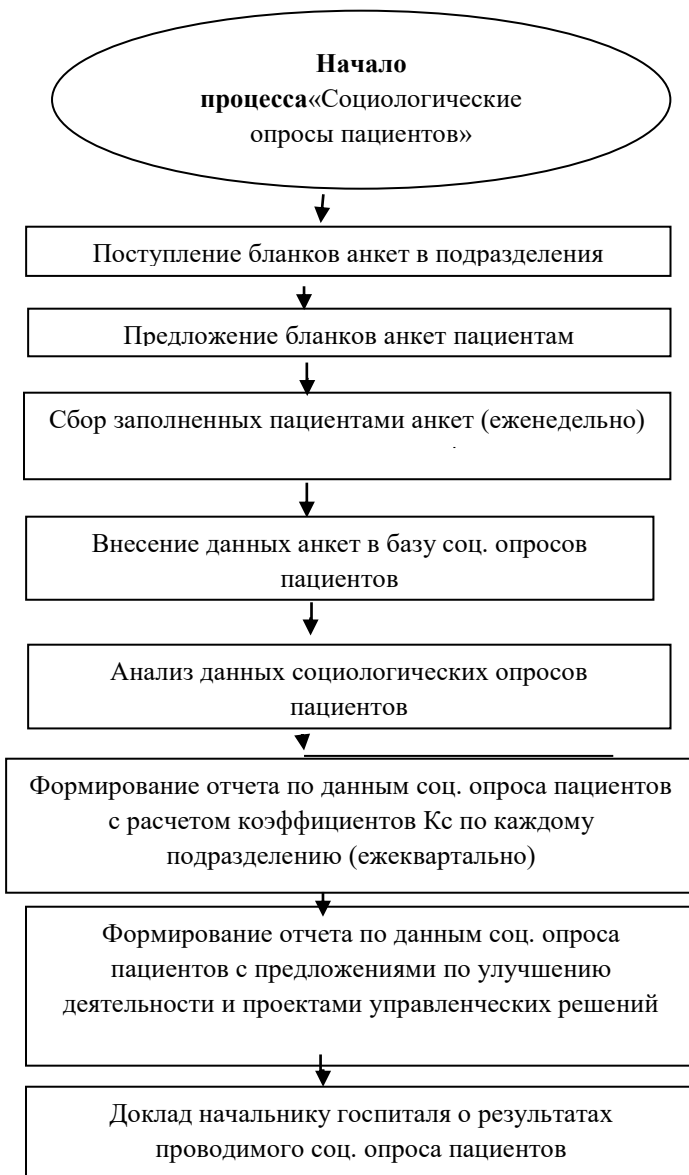 Начало
процесса«Социологические
опросы пациентов»
Поступление бланков анкет в подразделения
Предложение бланков анкет пациентам
Сбор заполненных пациентами анкет (еженедельно)
Внесение данных анкет в базу соц. опросов
пациентов
Анализ данных социологических опросов
пациентов
Формирование отчета по данным соц. опроса пациентов
с расчетом коэффициентов Кс по каждому
подразделению (ежеквартально)
Формирование отчета по данным соц. опроса
пациентов с предложениями по улучшению
деятельности и проектами управленческих решений
Доклад начальнику госпиталя о результатах
проводимого соц. опроса пациентов